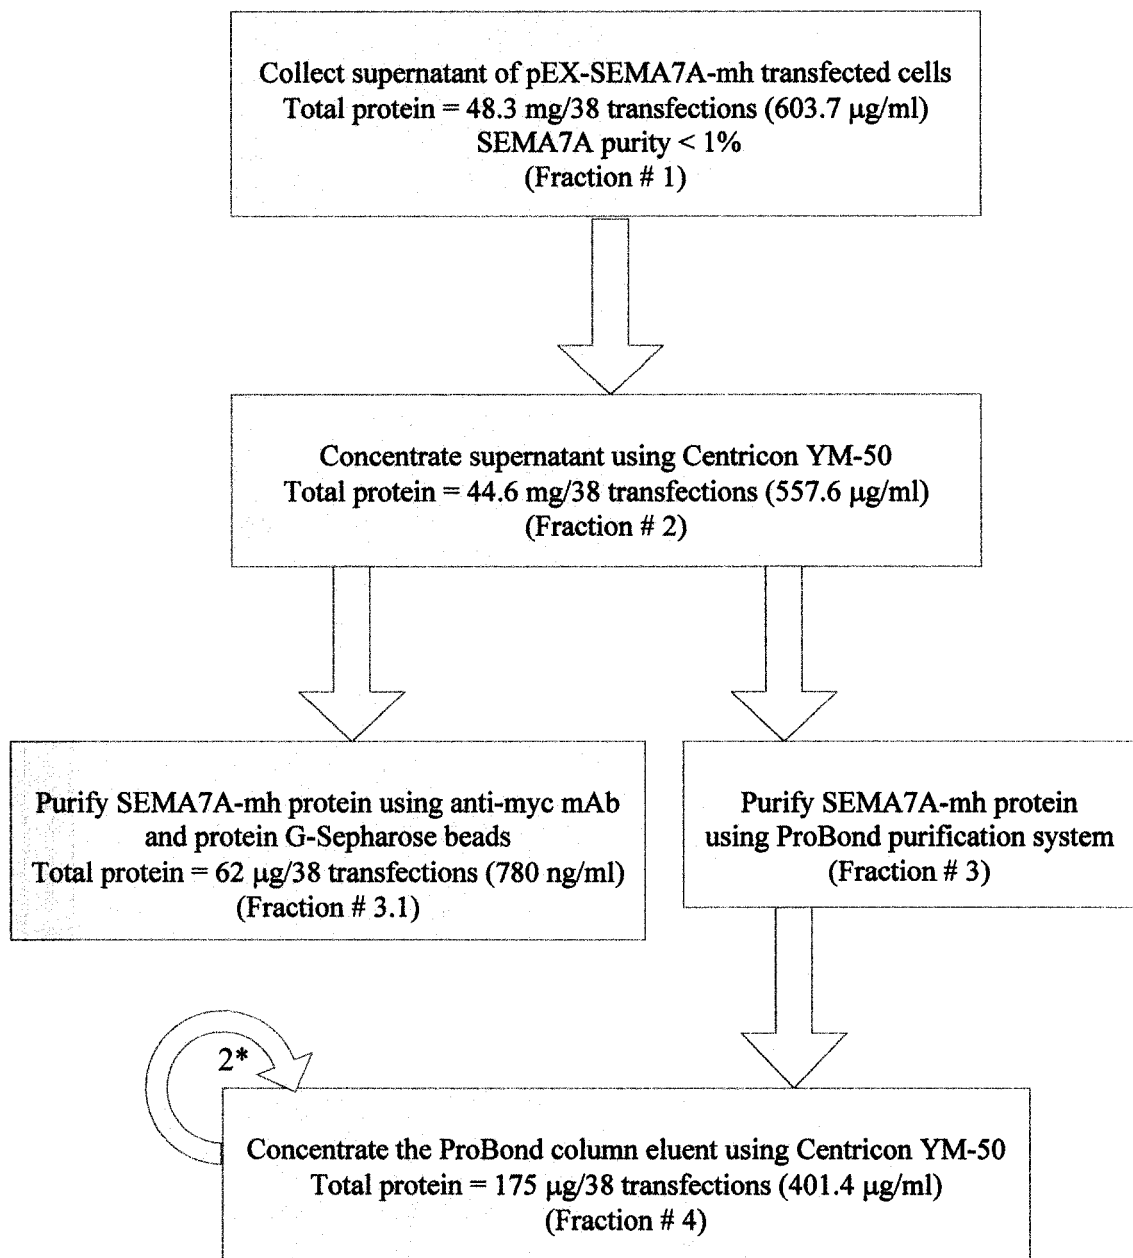 Collect supernatant of pEX-SEMA7A-mh transfected cells
Total protein = 48.3 mg/38 transfections (603.7 μg/ml)
SEMA7A purity < 1%
(Fraction # 1)
Concentrate supernatant using Centricon YM-50
Total protein = 44.6 mg/38 transfections (557.6 μg/ml)
(Fraction # 2)
Purify SEMA7A-mh protein using anti-myc mAb
and protein G-Sepharose beads
Total protein = 62 μg/38 transfections (780 ng/ml)
(Fraction # 3.1)
Purify SEMA7A-mh protein
using ProBond purification system
(Fraction # 3)
2*
Concentrate the ProBond column eluent using Centricon YM-50
Total protein = 175 μg/38 transfections (401.4 μg/ml)
(Fraction # 4)